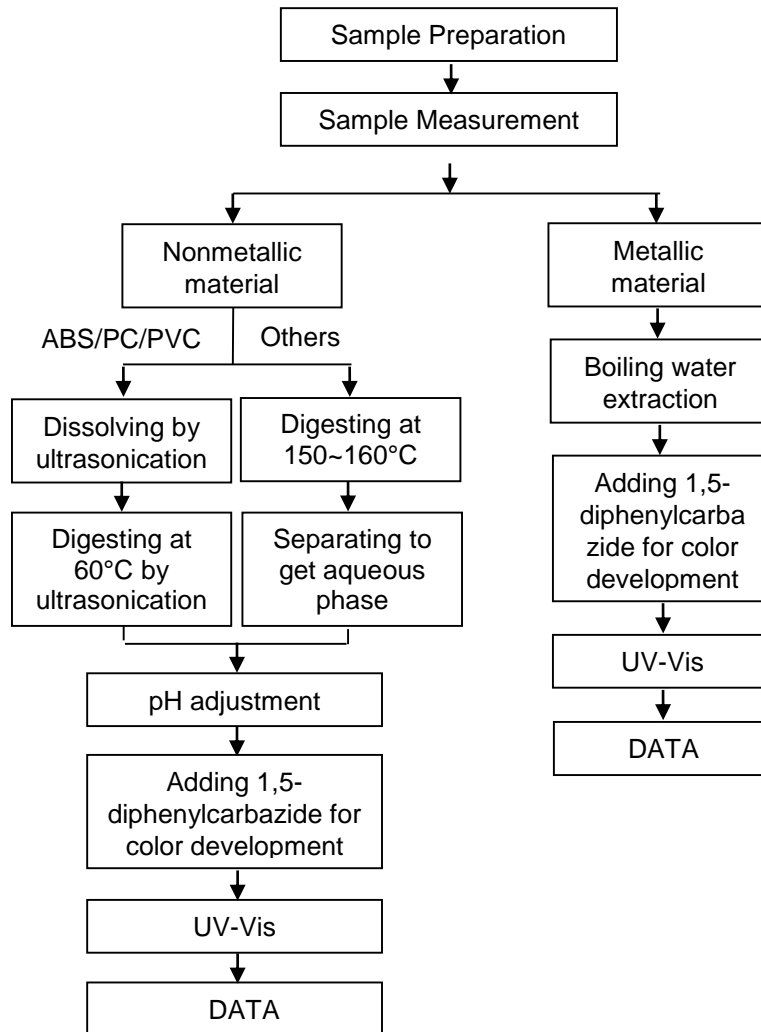 Sample Preparation
Sample Measurement
Nonmetallic
material
ABS/PC/PVC
Others
Dissolving by
ultrasonication
Digesting at
150~160°C
Digesting at
60°C by
ultrasonication
Separating to
get aqueous
phase
pH adjustment
Adding 1,5-
diphenylcarbazide for
color development
UV-Vis
DATA
Metallic
material
Boiling water
extraction
Adding 1,5-
diphenylcarba
zide for color
development
UV-Vis
DATA